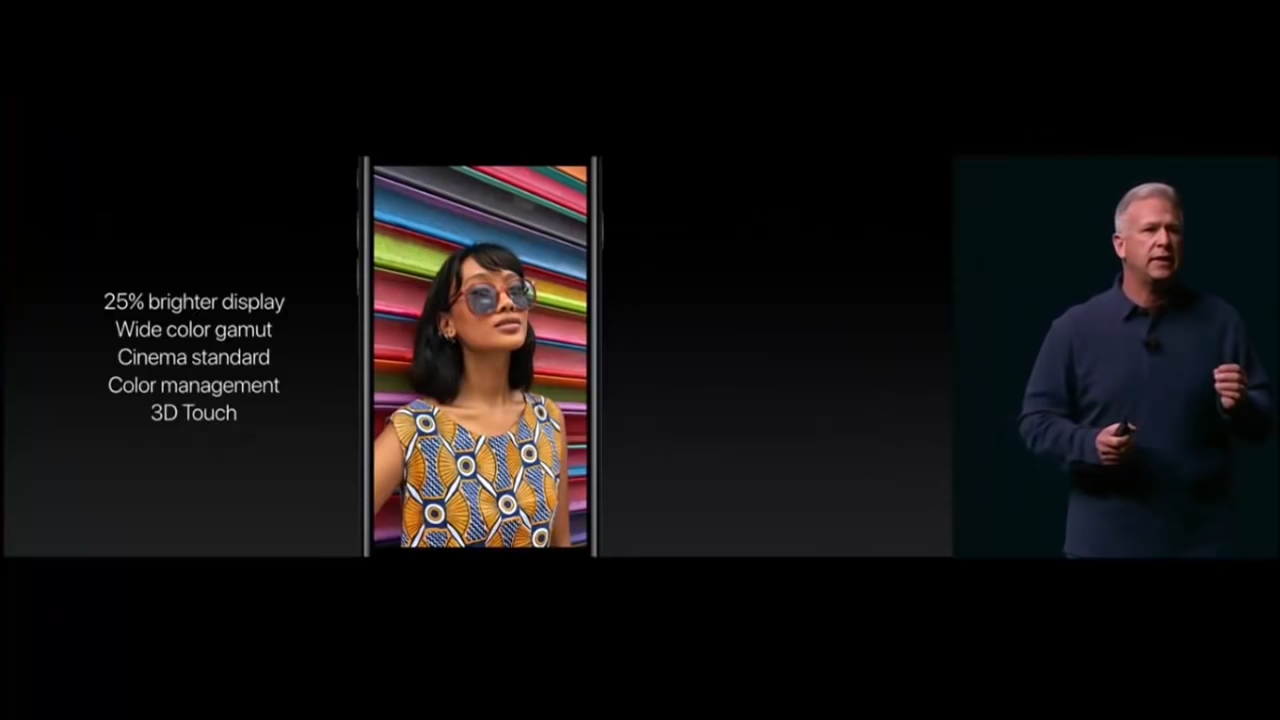 25% brighter display
Wide color gamut
Cinema standard
Color management
3D Touch